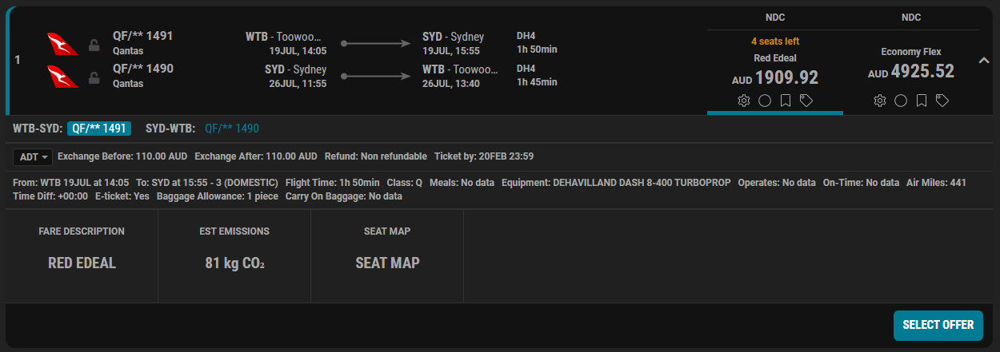 NDC
NDC
1
QF/** 1491
Qantas
WTB - Toowoo...
19JUL, 14:05
SYD - Sydney
19JUL, 15:55
DH4
1h 50min
QF/** 1490
Qantas
SYD - Sydney
26JUL, 11:55
WTB - Toowoo...
26JUL, 13:40
DH4
1h 45min
4 seats left
Red Edeal
AUD 1909.92
Economy Flex
AUD 4925.52
WTB-SYD: QF/** 1491 SYD-WTB: QF/** 1490
ADT Exchange Before: 110.00 AUD Exchange After: 110.00 AUD Refund: Non refundable Ticket by: 20FEB 23:59
From: WTB 19JUL at 14:05 To: SYD at 15:55 - 3 (DOMESTIC) Flight Time: 1h 50min Class: Q Meals: No data Equipment: DEHAVILLAND DASH 8-400 TURBOPROP Operates: No data On-Time: No data Air Miles: 441
Time Diff: +00:00 E-ticket: Yes Baggage Allowance: 1 piece Carry On Baggage: No data
FARE DESCRIPTION
RED EDEAL
EST EMISSIONS
81 kg CO₂
SEAT MAP
SEAT MAP
SELECT OFFER